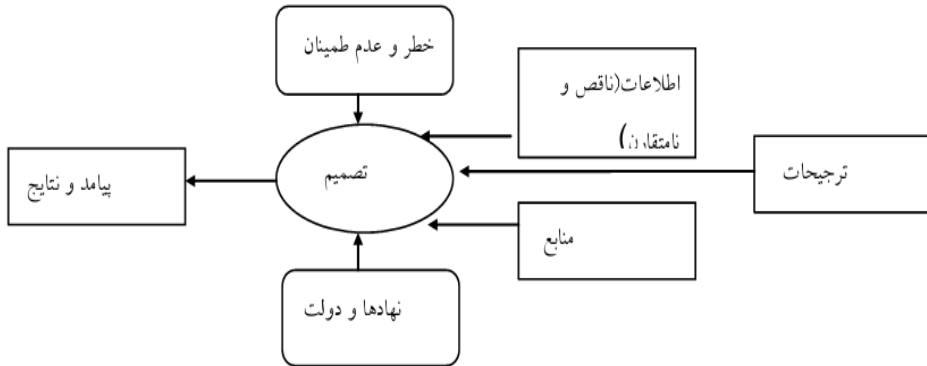 خطر و عدم طمینان
اطلاعات(ناقص و
نامتقارن)
ترجیحات
تصمیم
پیامد و نتایج
منابع
نهادها و دولت